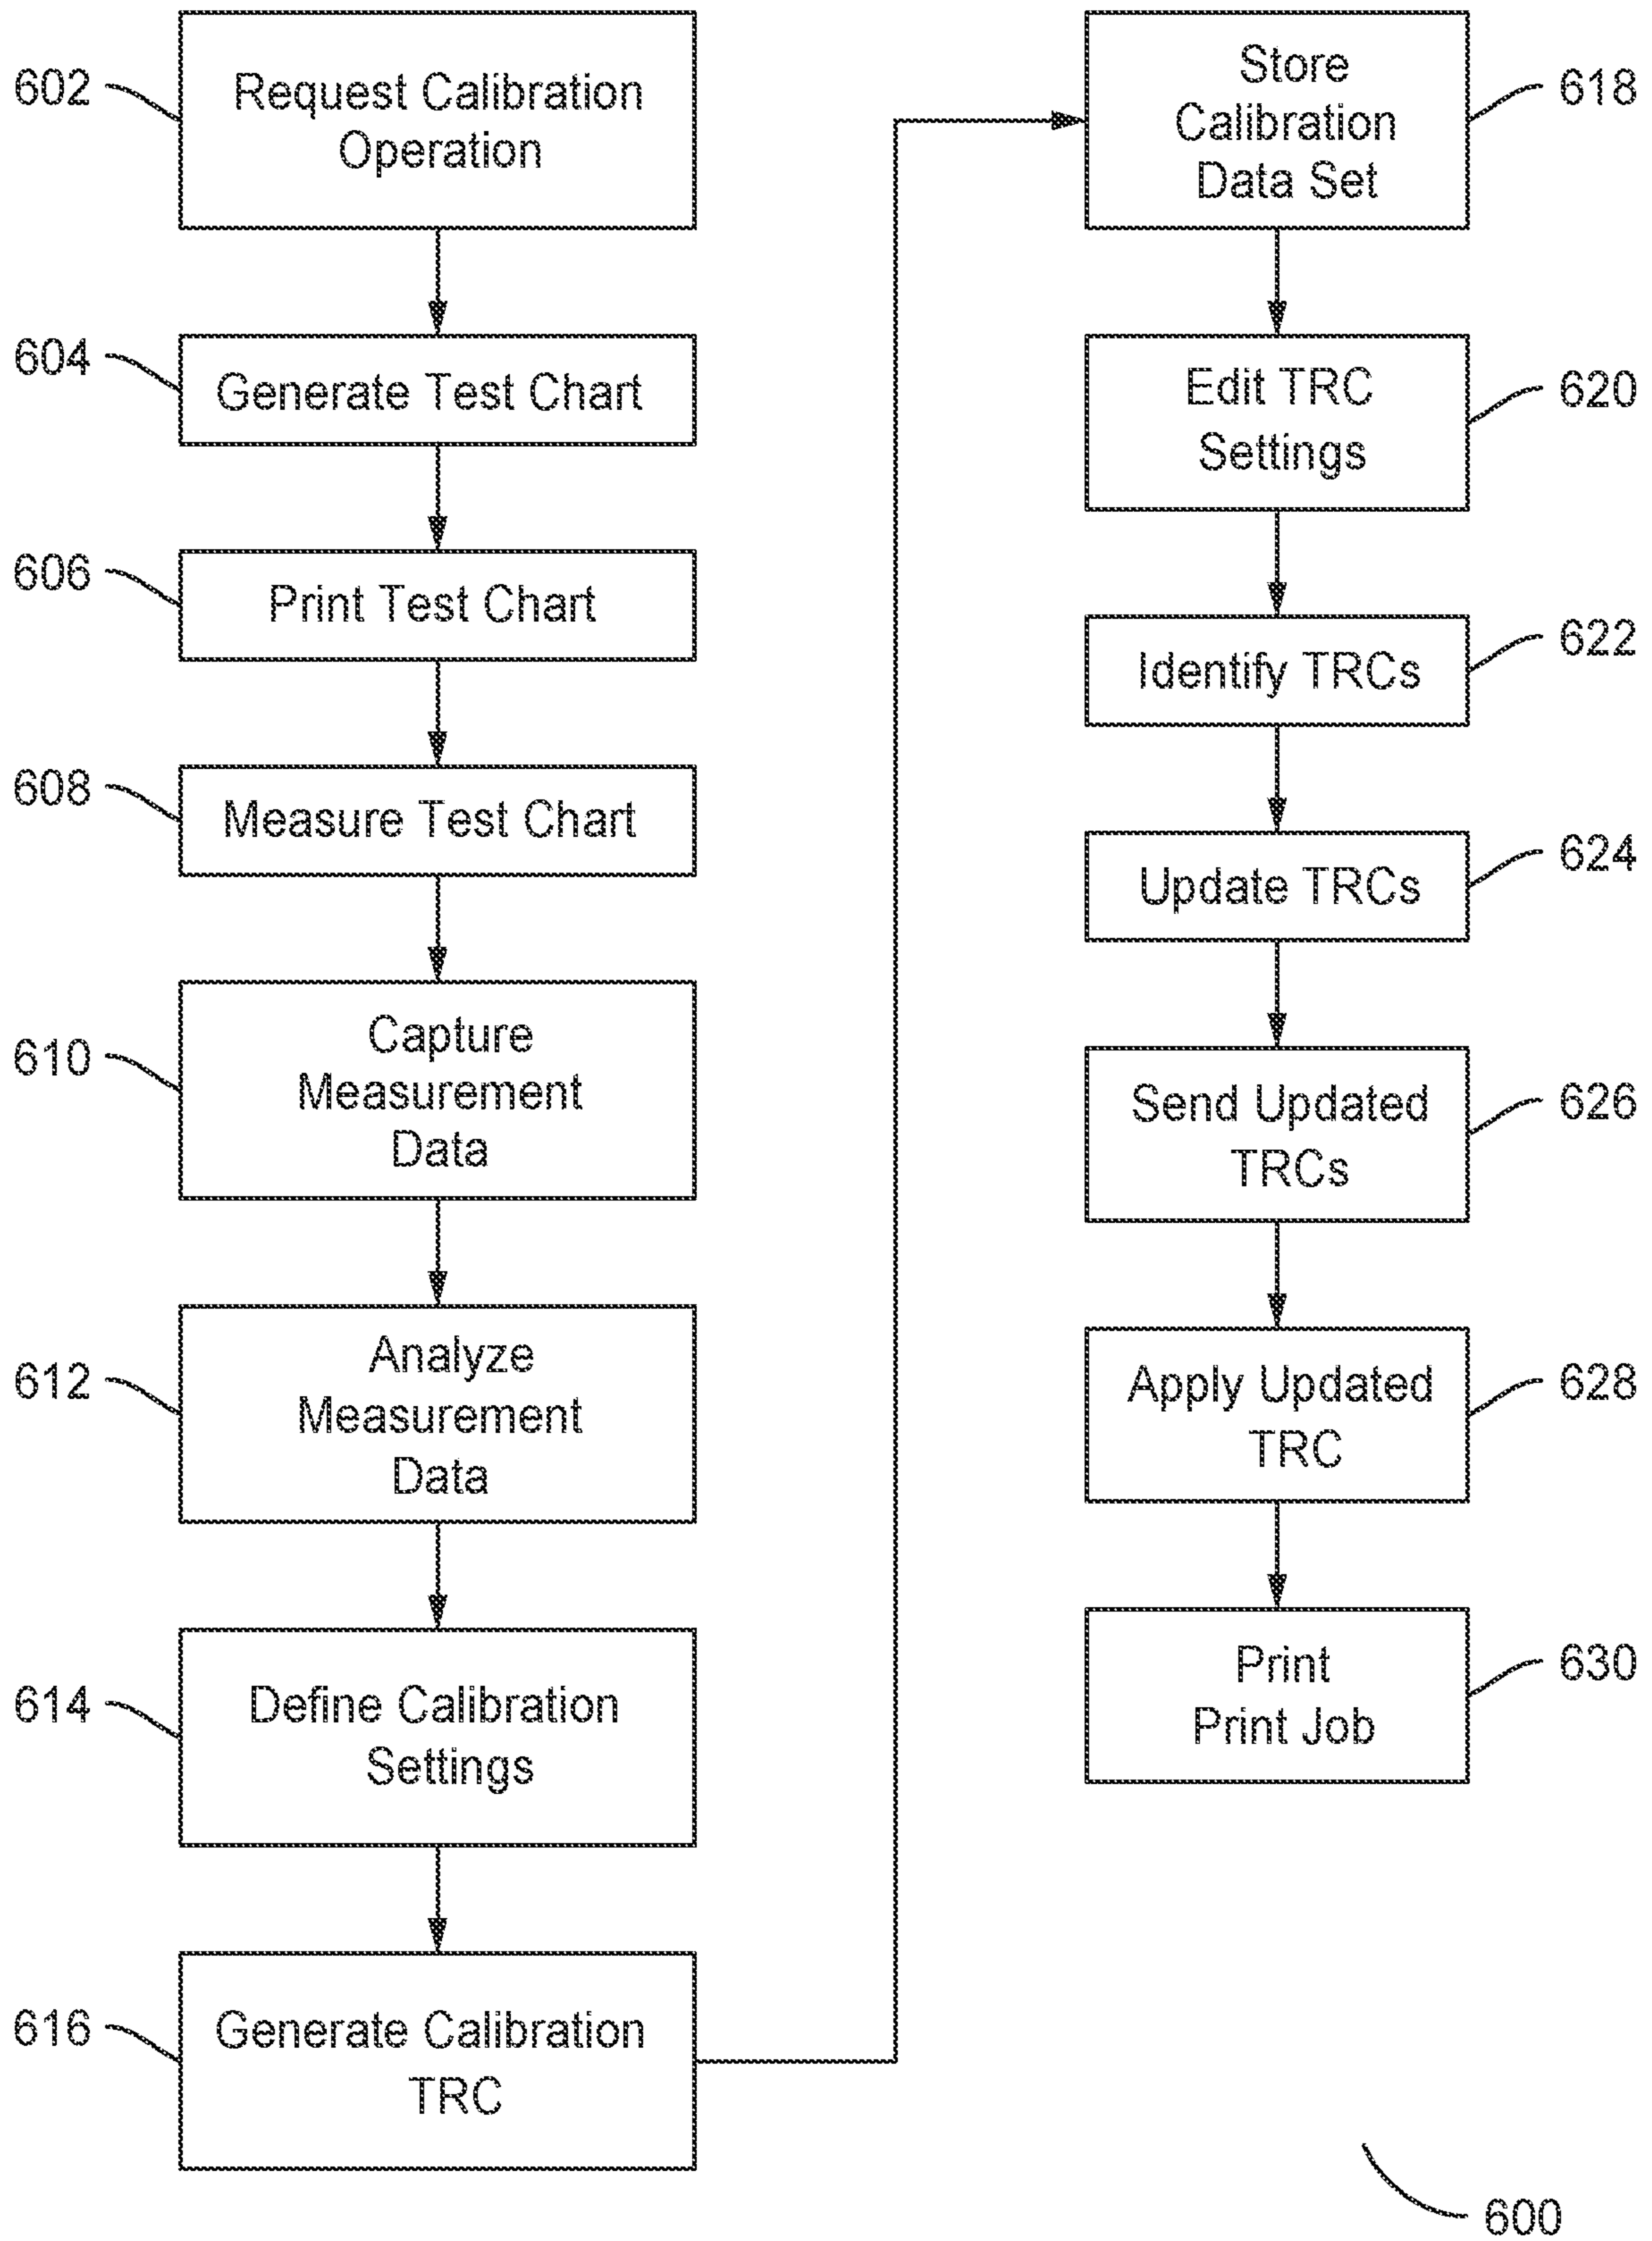 602
Request Calibration
Operation
604
Generate Test Chart
606
Print Test Chart
608
Measure Test Chart
610
Capture
Measurement
Data
612
Analyze
Measurement
Data
614
Define Calibration
Settings
616
Generate Calibration
TRC
Store
Calibration
Data Set
618
Edit TRC
Settings
620
Identify TRCs
622
Update TRCs
624
Send Updated
TRCs
626
Apply Updated
TRC
628
Print
Print Job
630
600